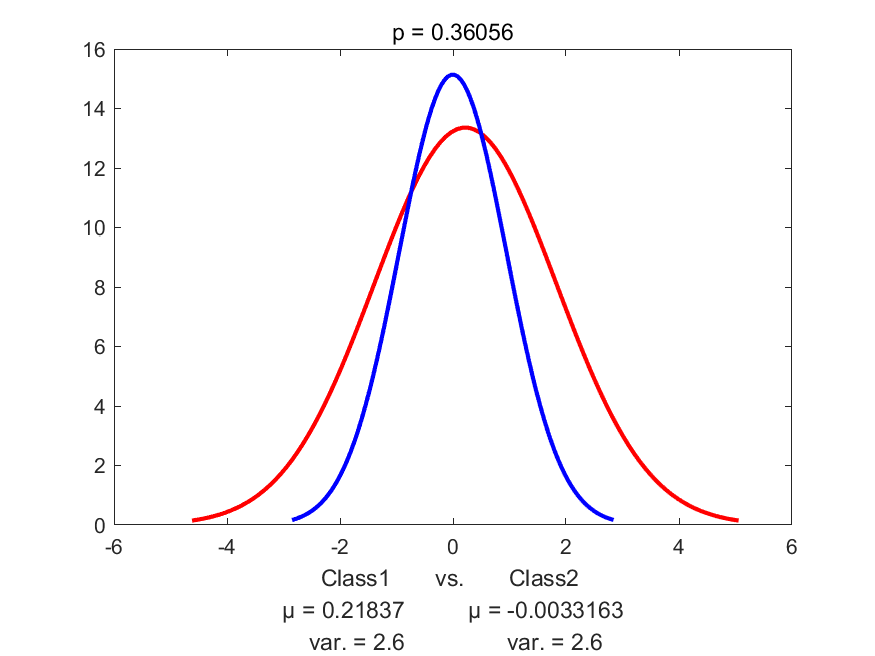 p = 0.36056
16
14
12
10
8
6
4
2
0
-6 -4 -2 0 2 4 6
Class1 vs. Class2
μ = 0.21837 μ = -0.0033163
var. = 2.6 var. = 2.6